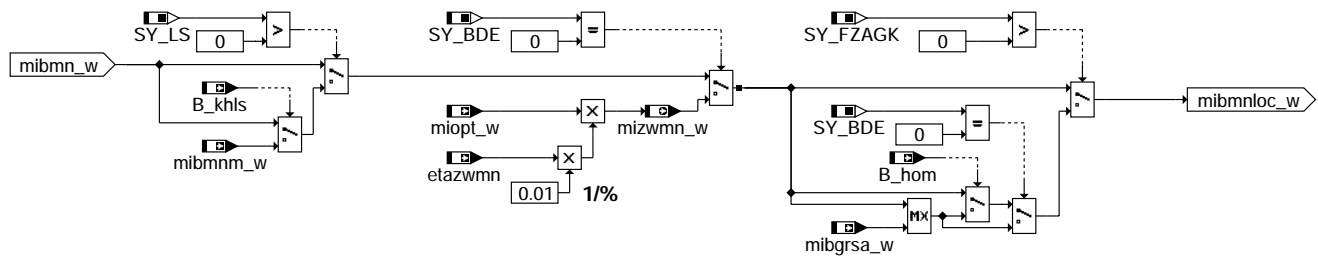 SY_LS
0
>
SY_BDE
0
=
SY_FZAGK
0
>
mibmn_w
B_khls
mibmnm_w
miopt_w
mizwmn_w
etazwmn
0.01
1/%
SY_BDE
0
=
B_hom
MX
mibgrsa_w
mibmnloc_w